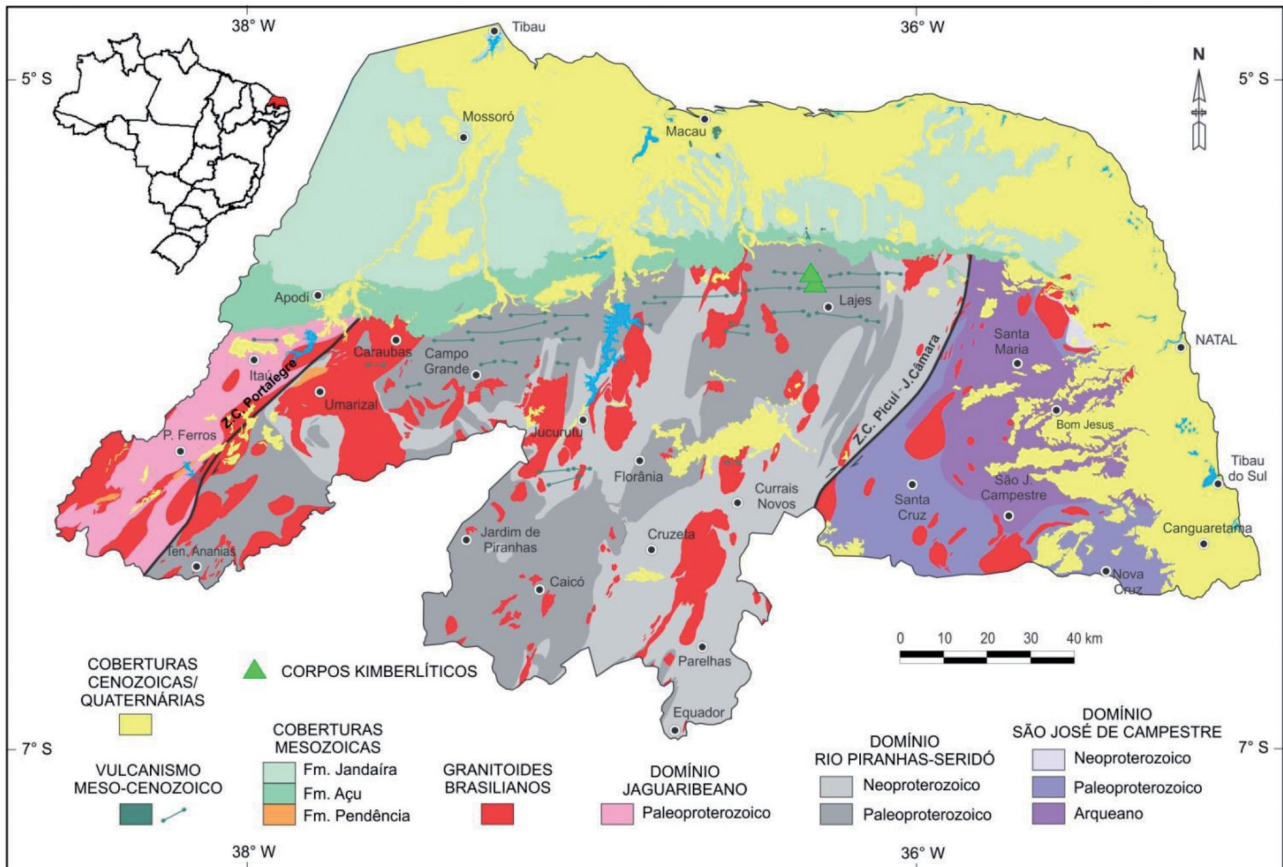 38° W
36° W
Tibau
5° S
N
5° S
Mossoró
Macau
Apodi
Lajes
Santa
Maria
NATAL
Caraubas
Campo
Grande
Itaú
Z.C. Portalegre
Umarizal
Z.C. Picuí - J.Câmara
Bom Jesus
P. Ferros
Jucurutu
Florânia
Tibau
do Sul
Santa
Cruz
São J.
Campestre
Currais
Novos
Jardim de
Piranhas
Cruzeta
Canguaretama
Ten. Ananias
Caicó
Nova
Cruz
Parelhas
0 10 20 30 40 km
Equador
COBERTURAS
CENOZOICAS/
QUATERNÁRIAS
CORPOS KIMBERLÍTICOS
VULCANISMO
MESO-CENOZOICO
COBERTURAS
MESOZOICAS
Fm. Jandaíra
Fm. Açu
Fm. Pendência
GRANITOIDES
BRASILIANOS
DOMÍNIO
JAGUARIBEANO
Paleoproterozoico
DOMÍNIO
RIO PIRANHAS-SERIDÓ
Neoproterozoico
Paleoproterozoico
DOMÍNIO
SÃO JOSÉ DE CAMPESTRE
Neoproterozoico
Paleoproterozoico
Arqueano
7° S
7° S
38° W
36° W